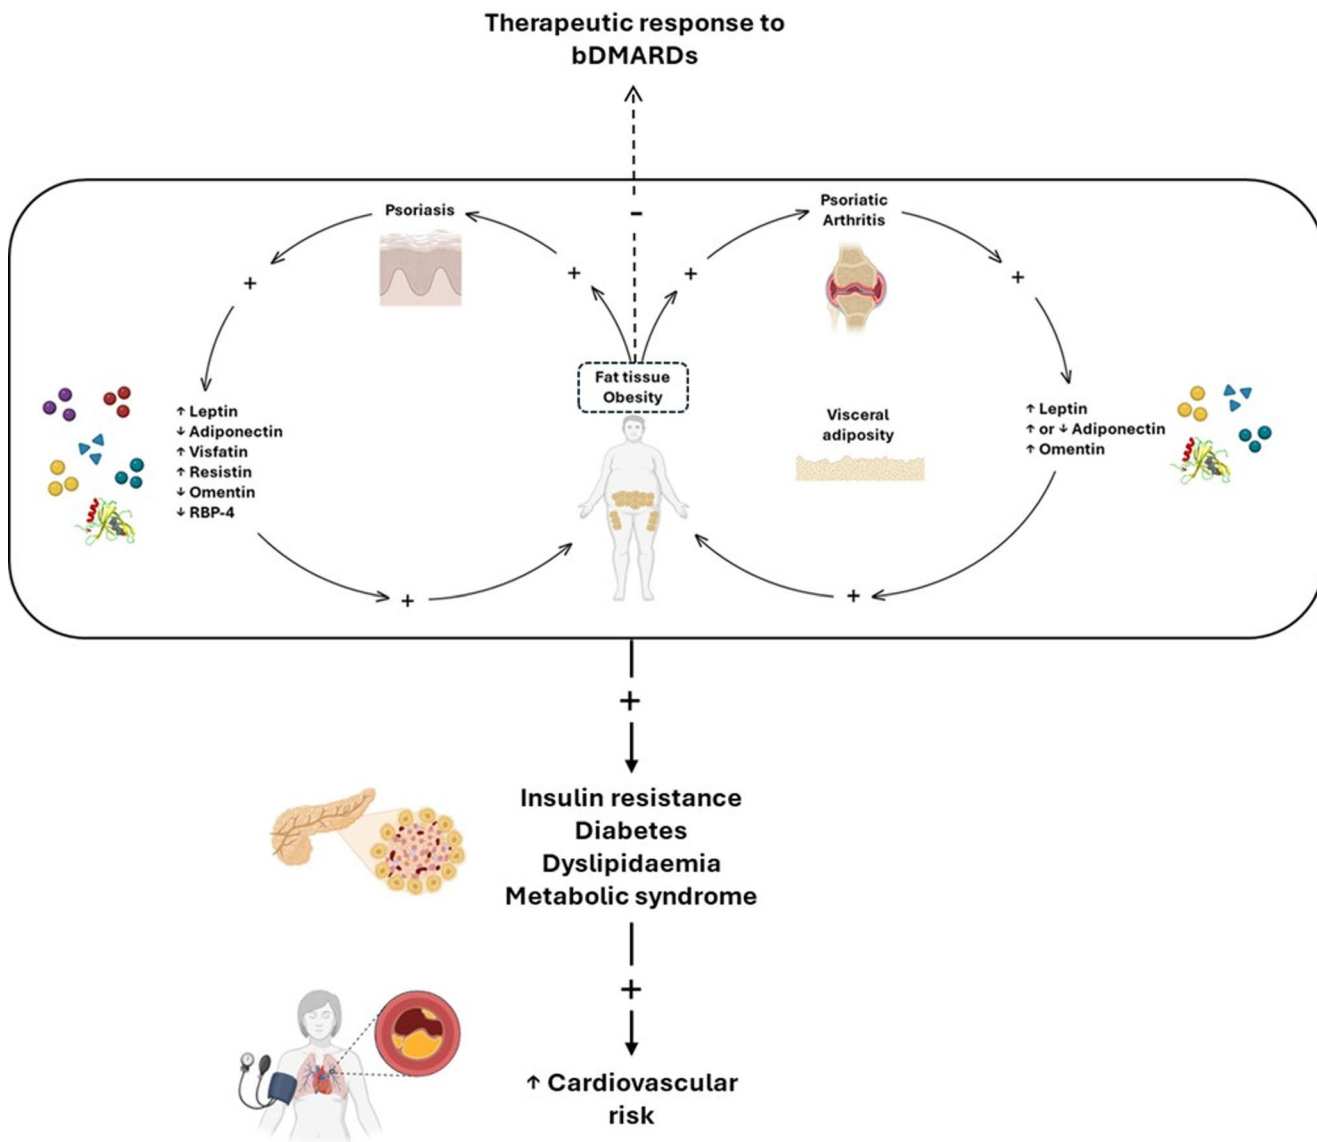 Therapeutic response to
bDMARDs
-
Psoriasis
Psoriatic
Arthritis
+
+
+
+
Fat tissue
Obesity
↑ Leptin
↓ Adiponectin
↑ Visfatin
↑ Resistin
↓ Omentin
↓ RBP-4
Visceral
adiposity
↑ Leptin
↑ or ↓ Adiponectin
↑ Omentin
+
+
+
Insulin resistance
Diabetes
Dyslipidaemia
Metabolic syndrome
+
↑ Cardiovascular
risk